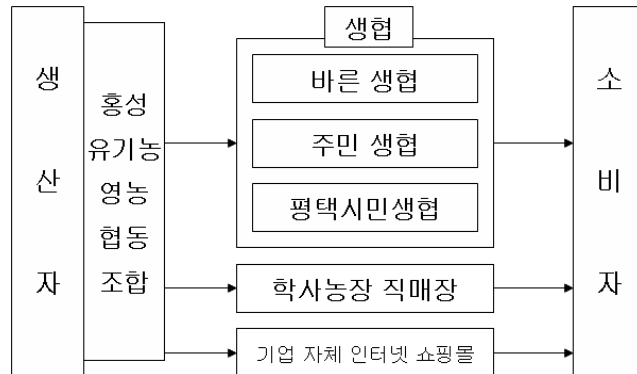 생산자
홍성
유기농
영농
협동
조합
생협
바른 생협
주민 생협
평택시민생협
학사농장 직매장
기업 자체 인터넷 쇼핑몰
소비자